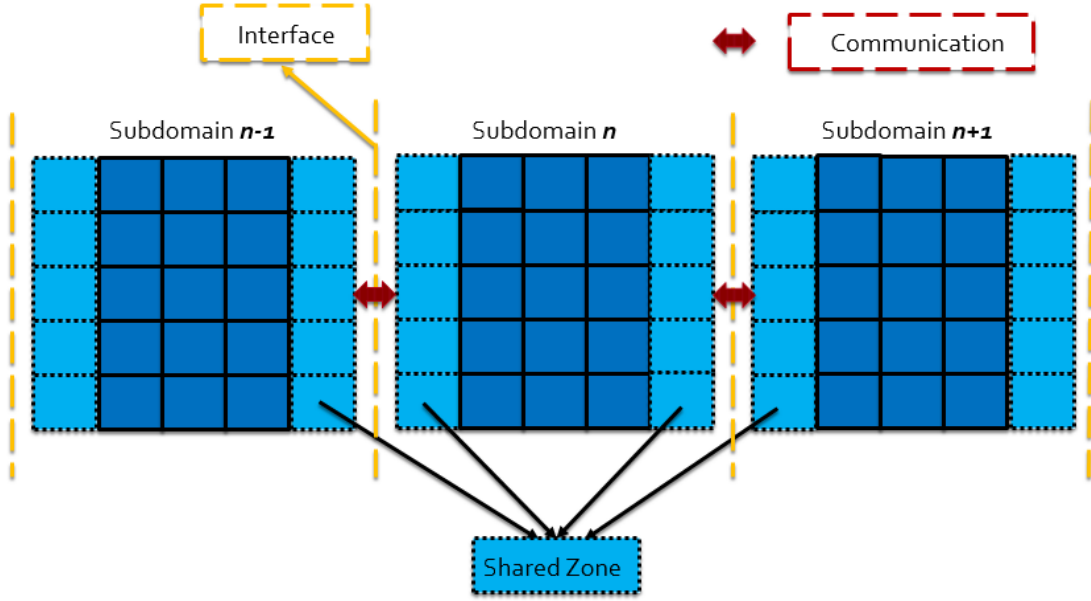 Interface
Communication
Subdomain n-1
Subdomain n
Subdomain n+1
Shared Zone